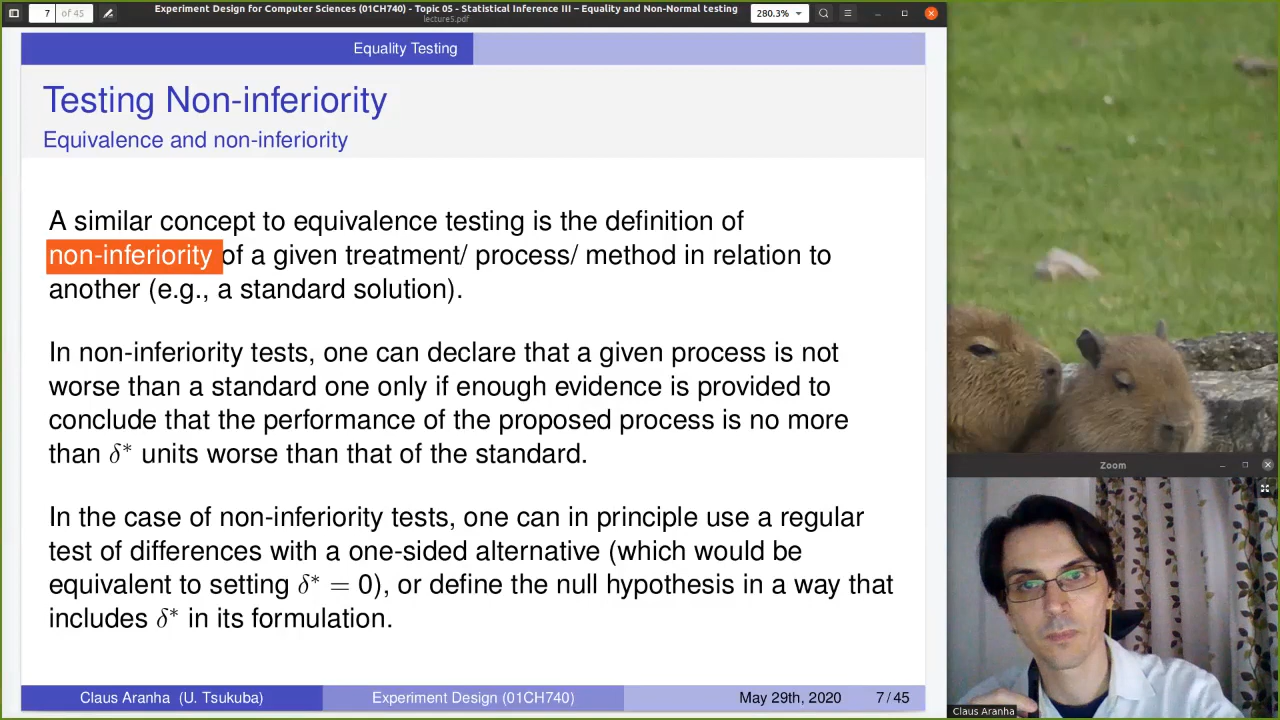 7 of 45
Experiment Design for Computer Sciences (01CH740) - Topic 05 - Statistical Inference III – Equality and Non-Normal testing
lecture5.pdf
280.3%
Equality Testing
Testing Non-inferiority
Equivalence and non-inferiority
A similar concept to equivalence testing is the definition of
non-inferiority of a given treatment/ process/ method in relation to
another (e.g., a standard solution).
In non-inferiority tests, one can declare that a given process is not
worse than a standard one only if enough evidence is provided to
conclude that the performance of the proposed process is no more
than δ* units worse than that of the standard.
In the case of non-inferiority tests, one can in principle use a regular
test of differences with a one-sided alternative (which would be
equivalent to setting δ* = 0), or define the null hypothesis in a way that
includes δ* in its formulation.
Claus Aranha (U. Tsukuba)
Experiment Design (01CH740)
May 29th, 2020
7 / 45
Zoom
Claus Aranha